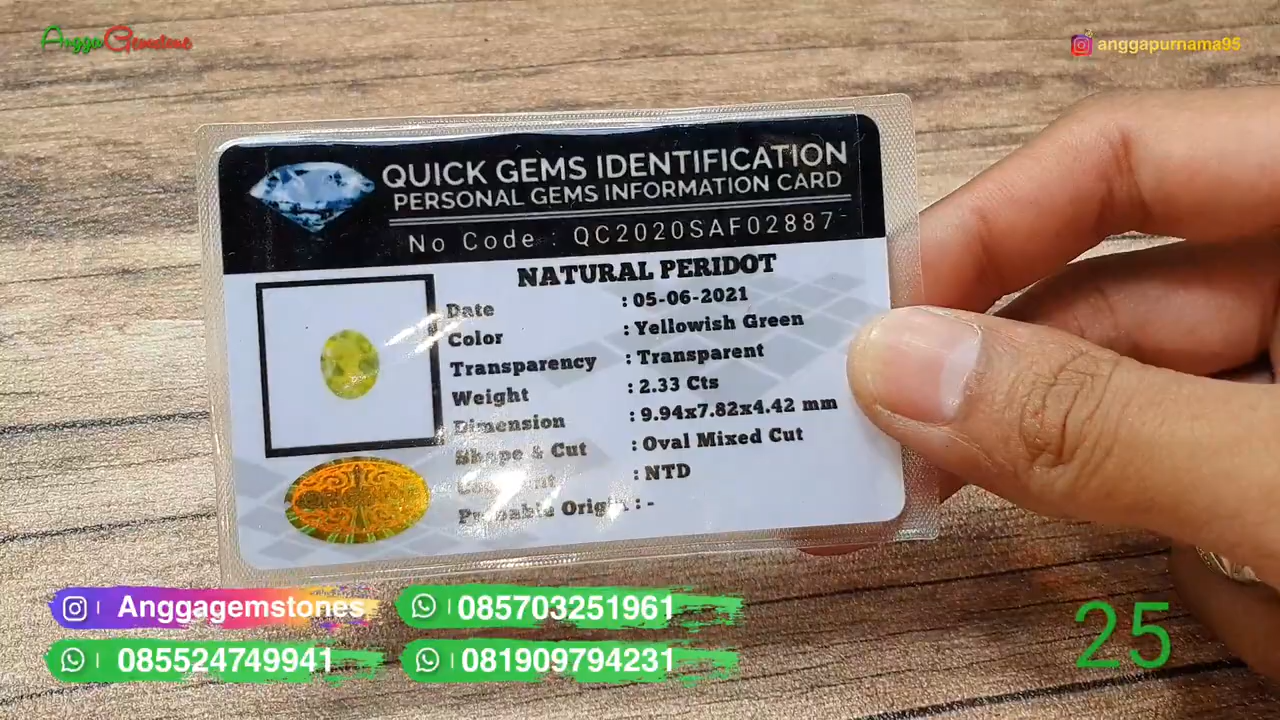 AnggaGemstone
anggapurnama95
QUICK GEMS IDENTIFICATION
PERSONAL GEMS INFORMATION CARD
No Code : QC2020SAF02887
NATURAL PERIDOT
Date : 05-06-2021
Color : Yellowish Green
Transparency : Transparent
Weight : 2.33 Cts
Dimension : 9.94x7.82x4.42 mm
Shape & Cut : Oval Mixed Cut
: NTD
Probable Origin : -
Anggagemstones
085703251961
085524749941
081909794231
25